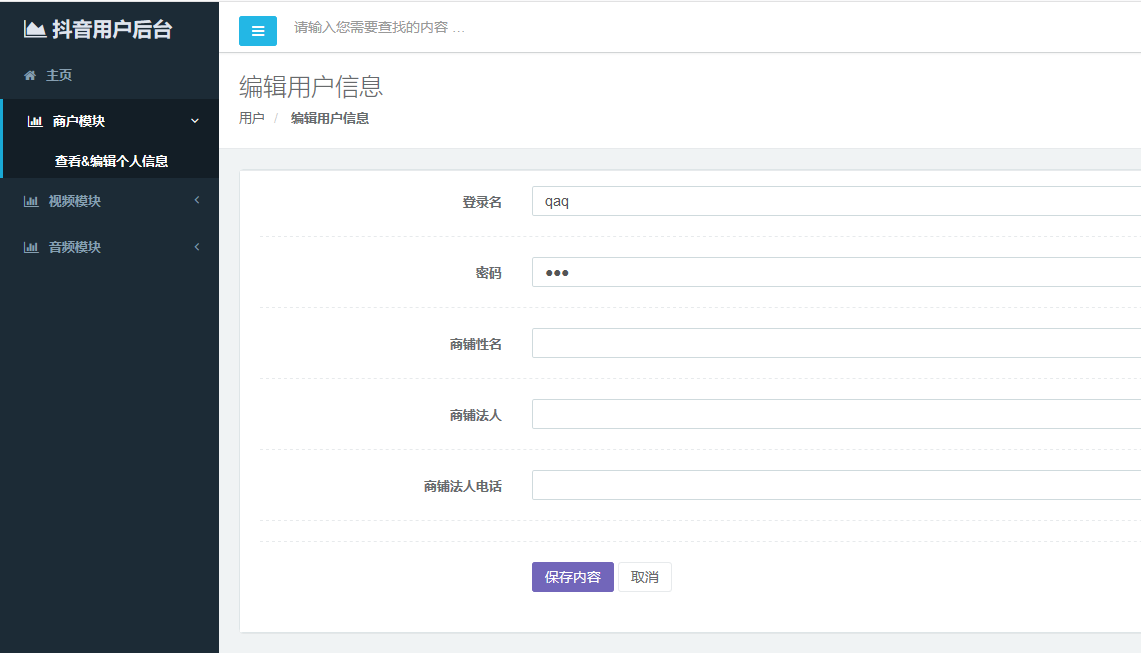 抖音用户后台
主页
商户模块
查看&编辑个人信息
视频模块
音频模块
请输入您需要查找的内容 …
编辑用户信息
用户 / 编辑用户信息
登录名 qaq
密码 •••
商铺性名
商铺法人
商铺法人电话
保存内容 取消